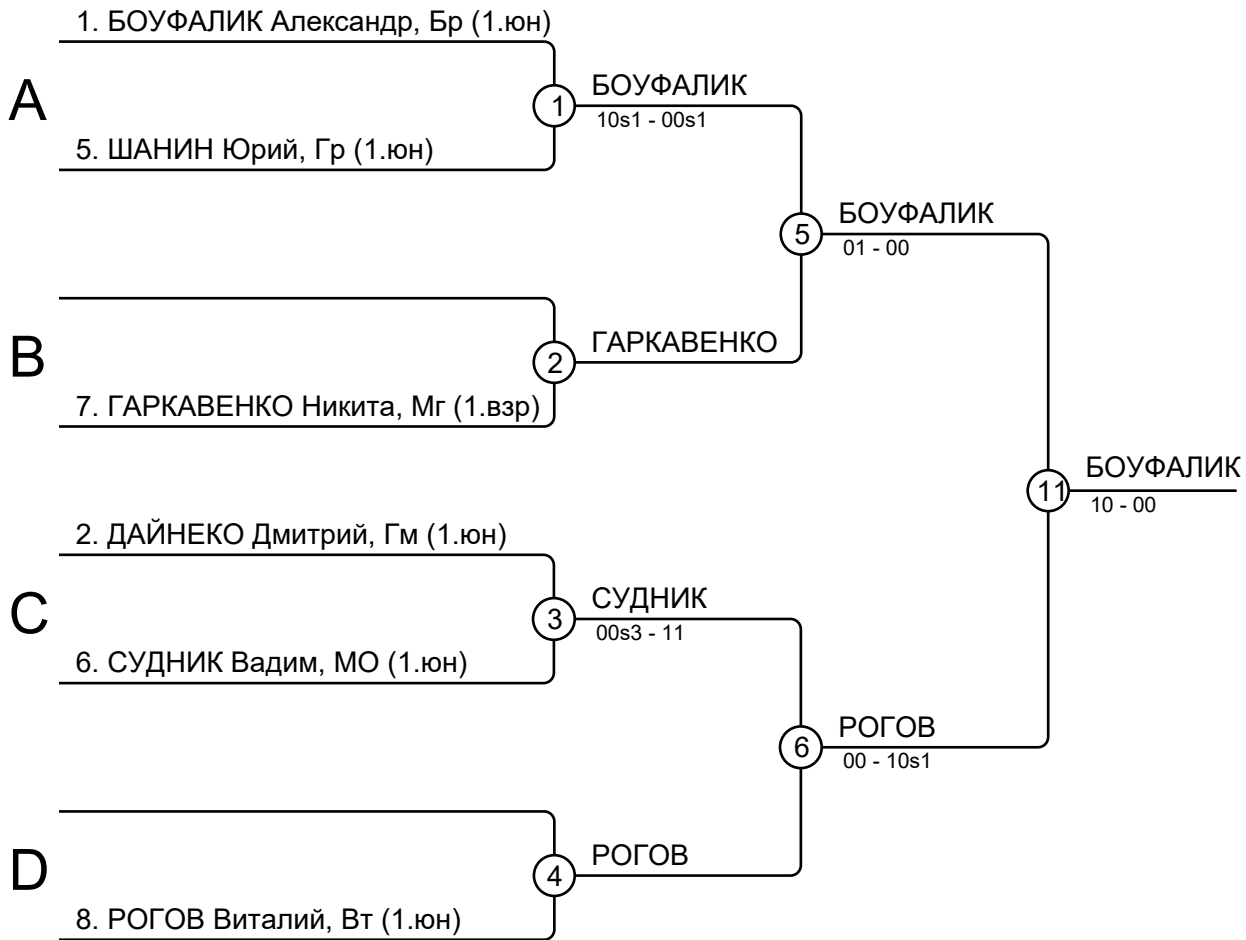 1. БОУФАЛИК Александр, Бр (1.юн)
A
1
БОУФАЛИК
10s1 - 00s1
5. ШАНИН Юрий, Гр (1.юн)
5
БОУФАЛИК
01 - 00
B
2
ГАРКАВЕНКО
7. ГАРКАВЕНКО Никита, Мг (1.взр)
11
БОУФАЛИК
10 - 00
2. ДАЙНЕКО Дмитрий, Гм (1.юн)
C
3
СУДНИК
00s3 - 11
6. СУДНИК Вадим, МО (1.юн)
6
РОГОВ
00 - 10s1
D
4
РОГОВ
8. РОГОВ Виталий, Вт (1.юн)